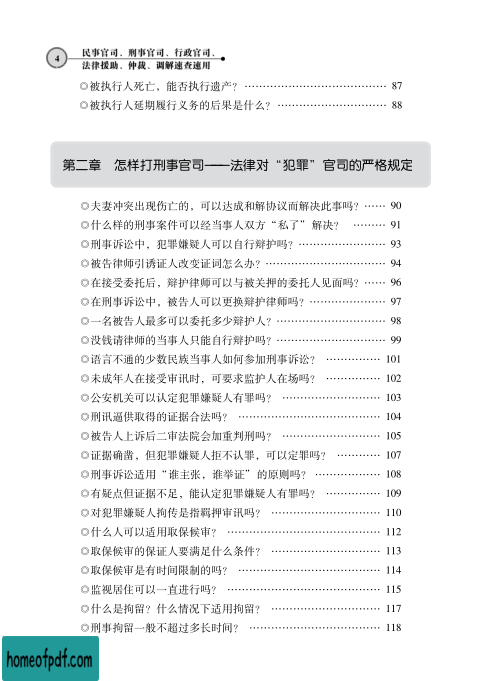 4
民事官司、刑事官司、行政官司、
法律援助、仲裁、调解速查速用
◎被执行人死亡，能否执行遗产？ ………………………………… 87
◎被执行人延期履行义务的后果是什么？ ………………………… 88
第二章 怎样打刑事官司——法律对“犯罪”官司的严格规定
◎夫妻冲突出现伤亡的，可以达成和解协议而解决此事吗？ …… 90
◎什么样的刑事案件可以经当事人双方“私了”解决？ ……… 91
◎刑事诉讼中，犯罪嫌疑人可以自行辩护吗？ …………………… 93
◎被告律师引诱证人改变证词怎么办？ …………………………… 94
◎在接受委托后，辩护律师可以与被关押的委托人见面吗？ …… 96
◎在刑事诉讼中，被告人可以更换辩护律师吗？ ………………… 97
◎一名被告人最多可以委托多少辩护人？ ………………………… 98
◎没钱请律师的当事人只能自行辩护吗？ ………………………… 99
◎语言不通的少数民族当事人如何参加刑事诉讼？ …………… 101
◎未成年人在接受审讯时，可要求监护人在场吗？ …………… 102
◎公安机关可以认定犯罪嫌疑人有罪吗？ ……………………… 103
◎刑讯逼供取得的证据合法吗？ ………………………………… 104
◎被告人上诉后二审法院会加重判刑吗？ ……………………… 105
◎证据确凿，但犯罪嫌疑人拒不认罪，可以定罪吗？ ………… 107
◎刑事诉讼适用“谁主张，谁举证”的原则吗？ ……………… 108
◎有疑点但证据不足，能认定犯罪嫌疑人有罪吗？ …………… 109
◎对犯罪嫌疑人拘传是指羁押审讯吗？ ………………………… 110
◎什么人可以适用取保候审？ …………………………………… 112
◎取保候审的保证人要满足什么条件？ ………………………… 113
◎取保候审是有时间限制的吗？ ………………………………… 114
◎监视居住可以一直进行吗？ …………………………………… 115
◎什么是拘留？什么情况下适用拘留？ ………………………… 117
◎刑事拘留一般不超过多长时间？ ……………………………… 118
homeofpdf.com